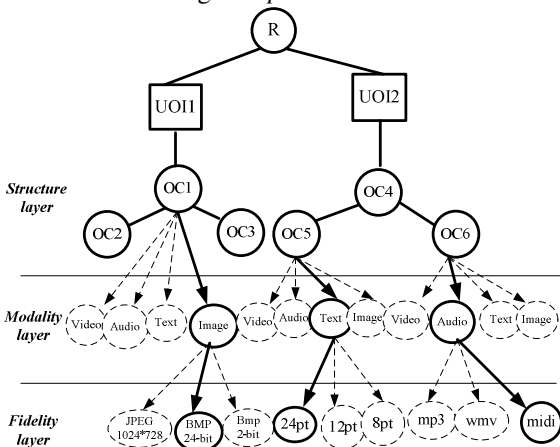 R
UOI1
UOI2
Structure
layer
OC1
OC4
OC2
OC3
OC5
OC6
Modality
layer
Video
Audio
Text
Image
Video
Audio
Text
Image
Video
Audio
Text
Image
Fidelity
layer
JPEG
1024*728
BMP
24-bit
Bmp
2-bit
24pt
12pt
8pt
mp3
wmv
midi